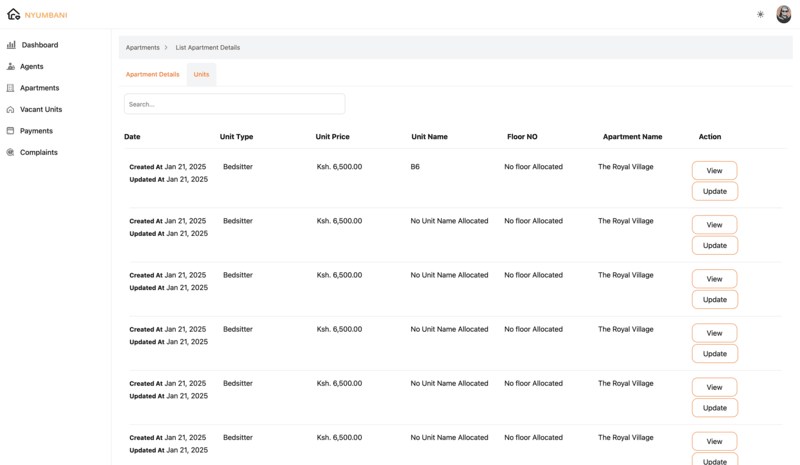 NYUMBANI
Dashboard
Agents
Apartments
Vacant Units
Payments
Complaints
Apartments > List Apartment Details
Apartment Details Units
Search...
Date Unit Type Unit Price Unit Name Floor NO Apartment Name Action
Created At Jan 21, 2025 Bedsitter Ksh. 6,500.00 B6 No floor Allocated The Royal Village View
Updated At Jan 21, 2025 Update
Created At Jan 21, 2025 Bedsitter Ksh. 6,500.00 No Unit Name Allocated No floor Allocated The Royal Village View
Updated At Jan 21, 2025 Update
Created At Jan 21, 2025 Bedsitter Ksh. 6,500.00 No Unit Name Allocated No floor Allocated The Royal Village View
Updated At Jan 21, 2025 Update
Created At Jan 21, 2025 Bedsitter Ksh. 6,500.00 No Unit Name Allocated No floor Allocated The Royal Village View
Updated At Jan 21, 2025 Update
Created At Jan 21, 2025 Bedsitter Ksh. 6,500.00 No Unit Name Allocated No floor Allocated The Royal Village View
Updated At Jan 21, 2025 Update
Created At Jan 21, 2025 Bedsitter Ksh. 6,500.00 No Unit Name Allocated No floor Allocated The Royal Village View
Updated At Jan 21, 2025 Update